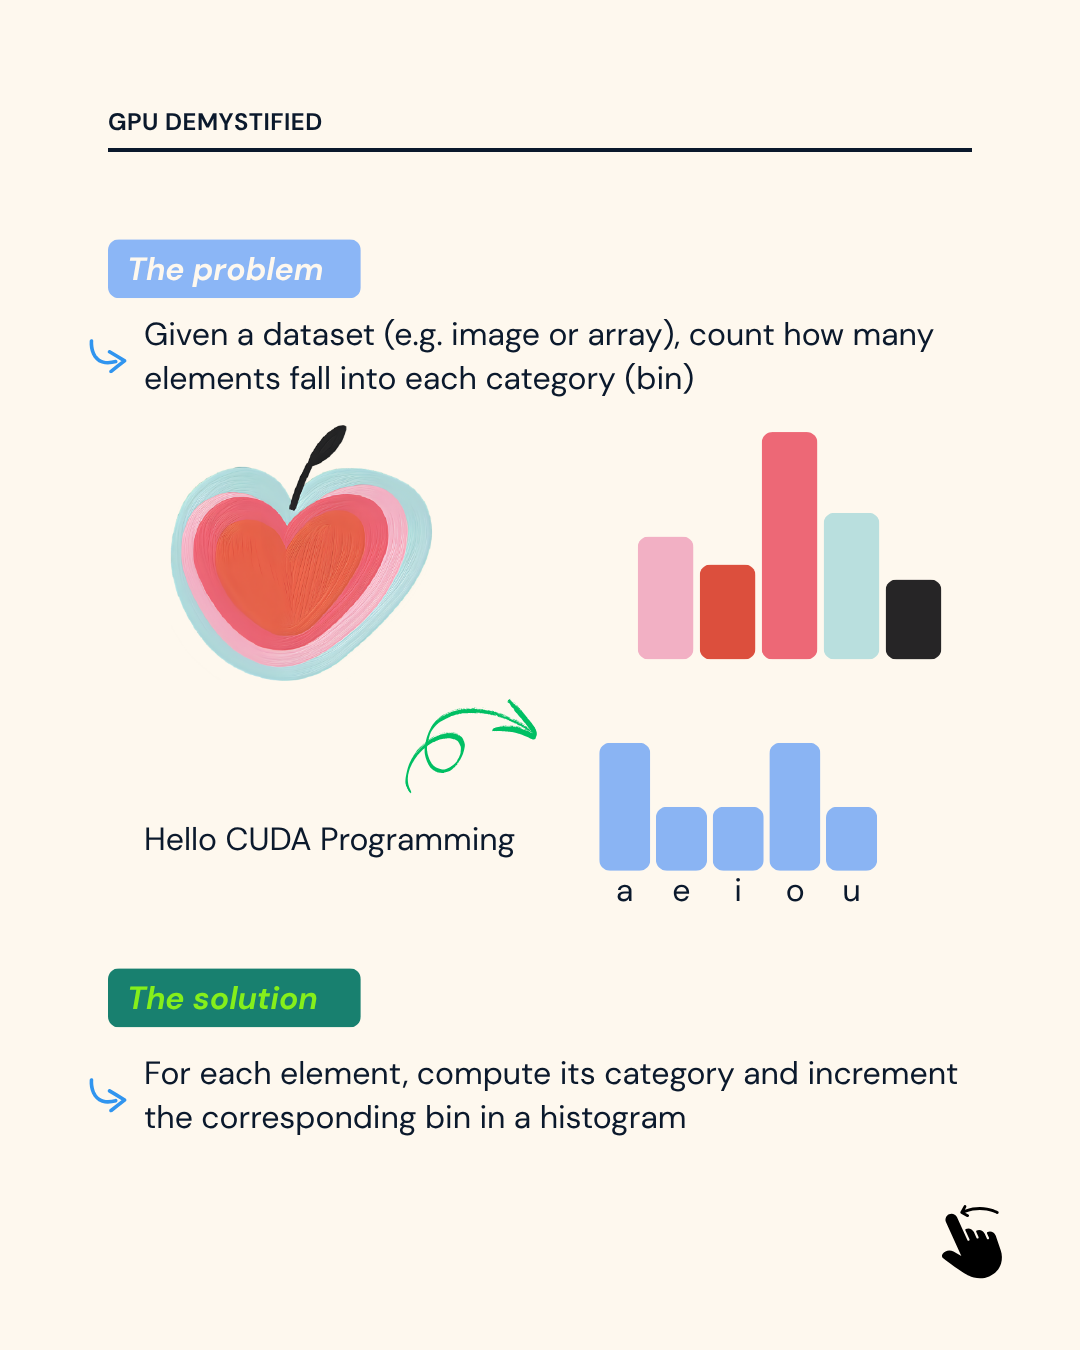 GPU DEMYSTIFIED
The problem
Given a dataset (e.g. image or array), count how many
elements fall into each category (bin)
Hello CUDA Programming
a e i o u
The solution
For each element, compute its category and increment
the corresponding bin in a histogram